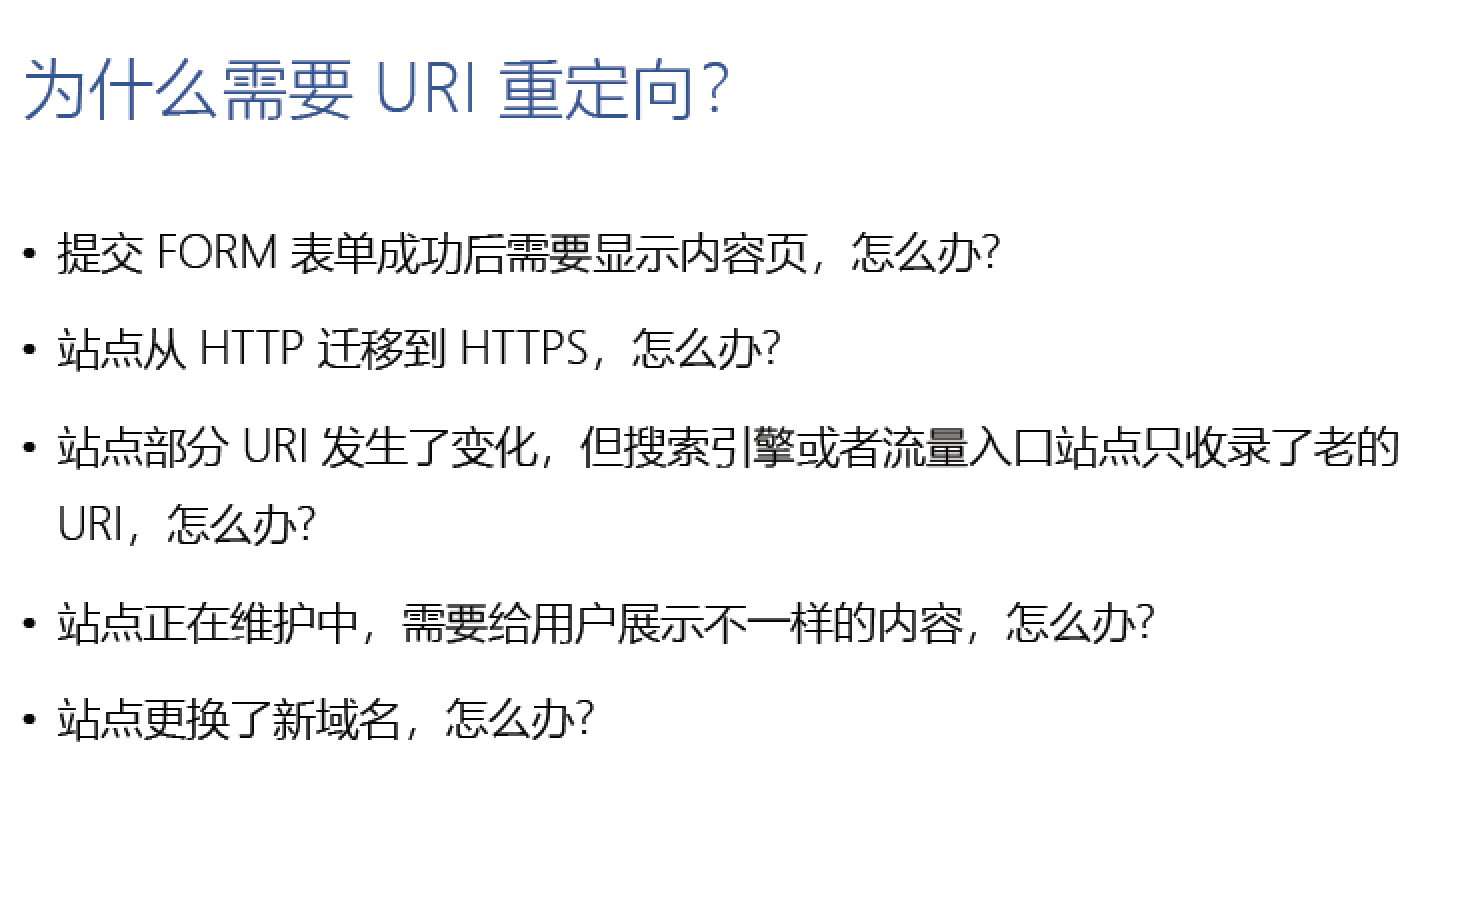 为什么需要 URI 重定向？
• 提交 FORM 表单成功后需要显示内容页，怎么办？
• 站点从 HTTP 迁移到 HTTPS，怎么办？
• 站点部分 URI 发生了变化，但搜索引擎或者流量入口站点只收录了老的
URI，怎么办？
• 站点正在维护中，需要给用户展示不一样的内容，怎么办？
• 站点更换了新域名，怎么办？